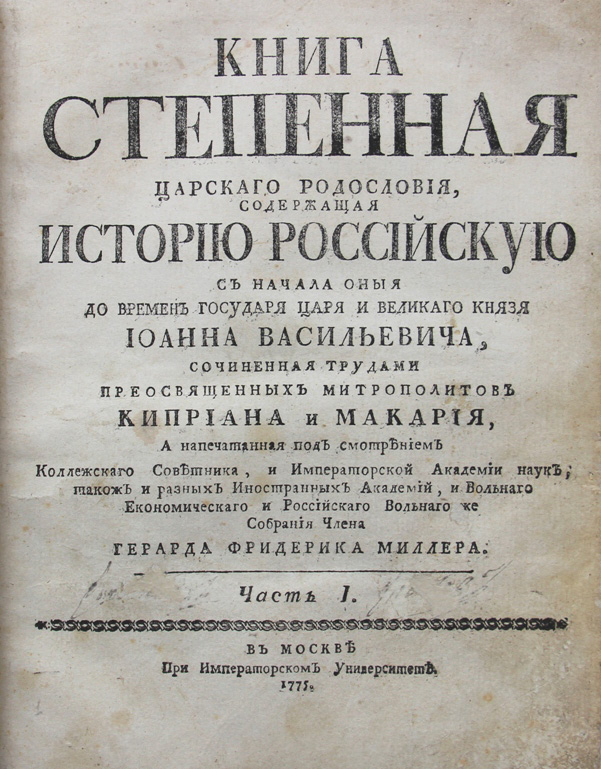 КНИГА
СТЕПЕННАЯ
ЦАРСКАГО РОДОСЛОВІЯ,
СОДЕРЖАЩАЯ
ИСТОРІЮ РОССІЙСКУЮ
СЪ НАЧАЛА ОНЫЯ
ДО ВРЕМЕНЪ ГОСУДАРЯ ЦАРЯ И ВЕЛИКАГО КНЯЗЯ
ІОАННА ВАСИЛЬЕВИЧА,
СОЧИНЕННАЯ ТРУДАМИ
ПРЕОСВЯЩЕННЫХЪ МИТРОПОЛИТОВЪ
КИПРІАНА И МАКАРІЯ,
А напечатанная подъ смотрѣніемъ
Коллежскаго Совѣтника, и Императорской Академіи наукъ,
такожъ и разныхъ Иностранныхъ Академій, и Вольнаго
Економическаго и Россійскаго Вольнаго же
Собранія Члена
ГЕРАРДА ФРИДЕРИКА МИЛЛЕРА.
Часть I.
ВЪ МОСКВѢ
При Императорскомъ Университетѣ.
1775.